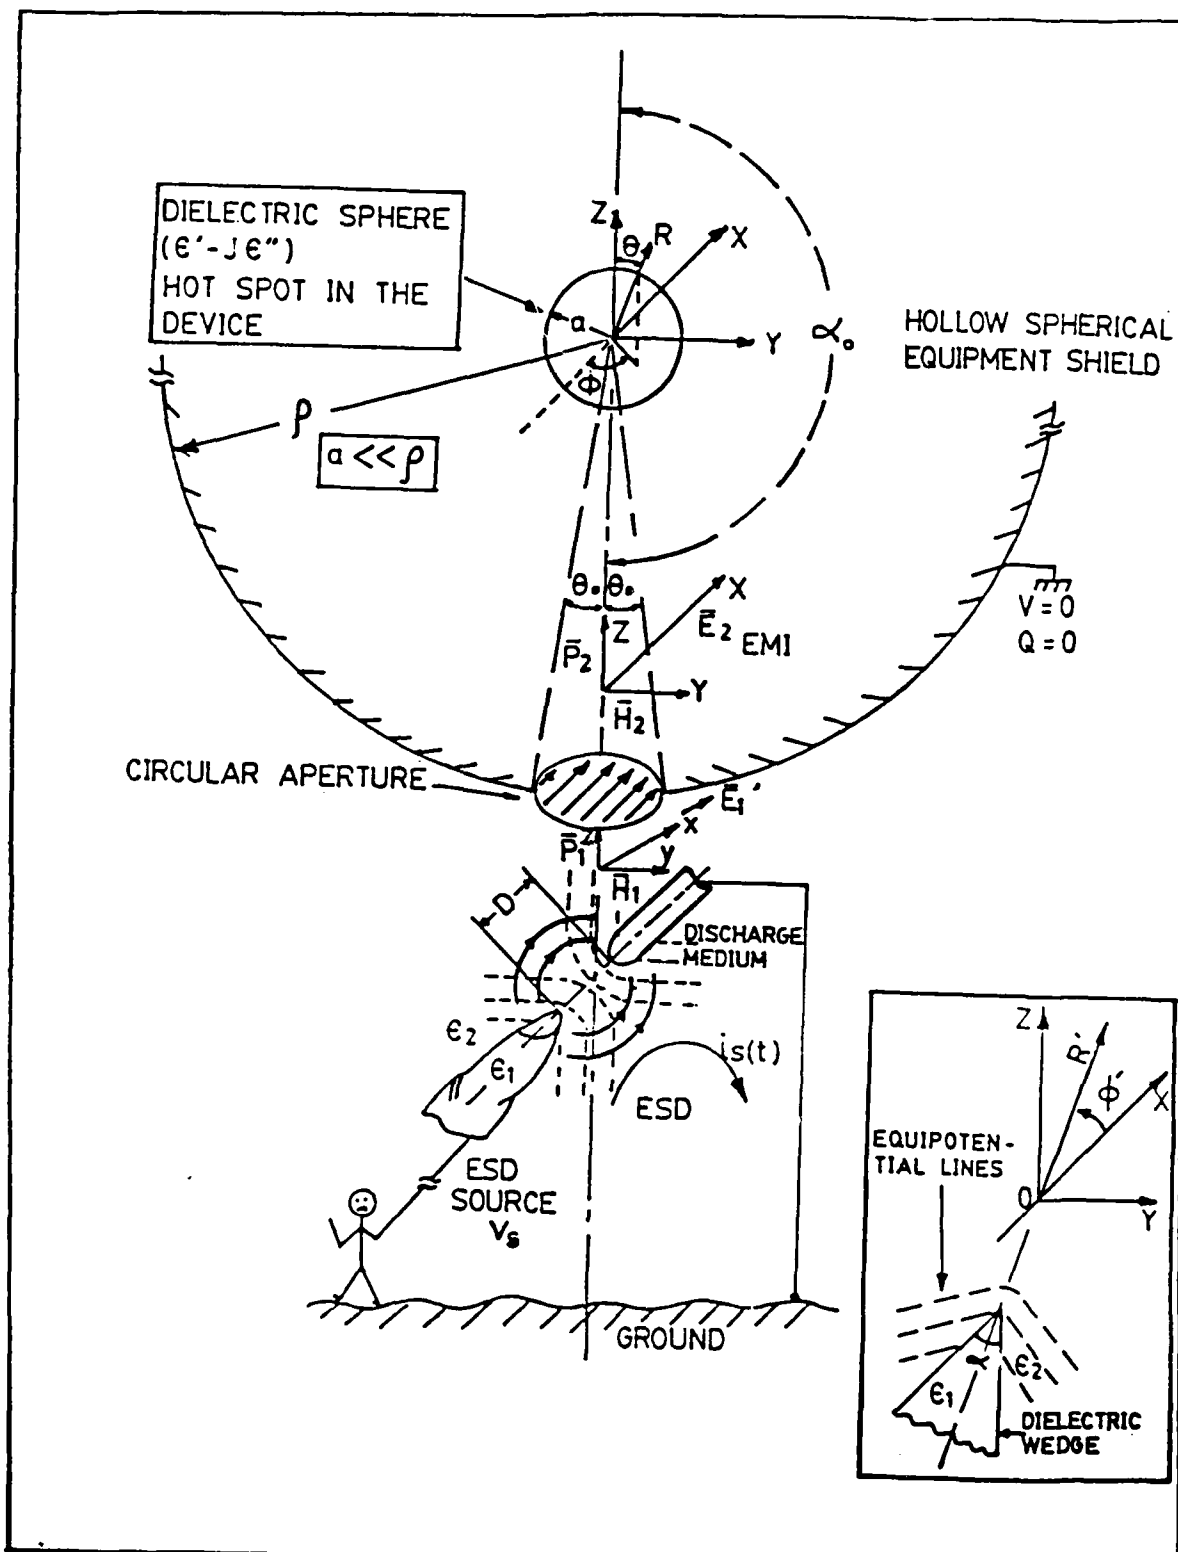 Z
R
X
θ
DIELECTRIC SPHERE
(ϵ'-Jϵ")
HOT SPOT IN THE
DEVICE
a
Y
α₀
HOLLOW SPHERICAL
EQUIPMENT SHIELD
Φ
ρ
a << ρ
θ₀ θ₀
X
Z
Ē₂ EMI
V=0
Q=0
P̄₂
Y
H̄₂
CIRCULAR APERTURE
Ē₁'
P̄₁
Z
x
y
H̄₁
D
DISCHARGE
MEDIUM
ϵ₂
ϵ₁
is(t)
ESD
ESD
SOURCE
Vs
GROUND
Z
R'
φ'
X
EQUIPOTEN-
TIAL LINES
O
Y
α
ϵ₂
ϵ₁
DIELECTRIC
WEDGE